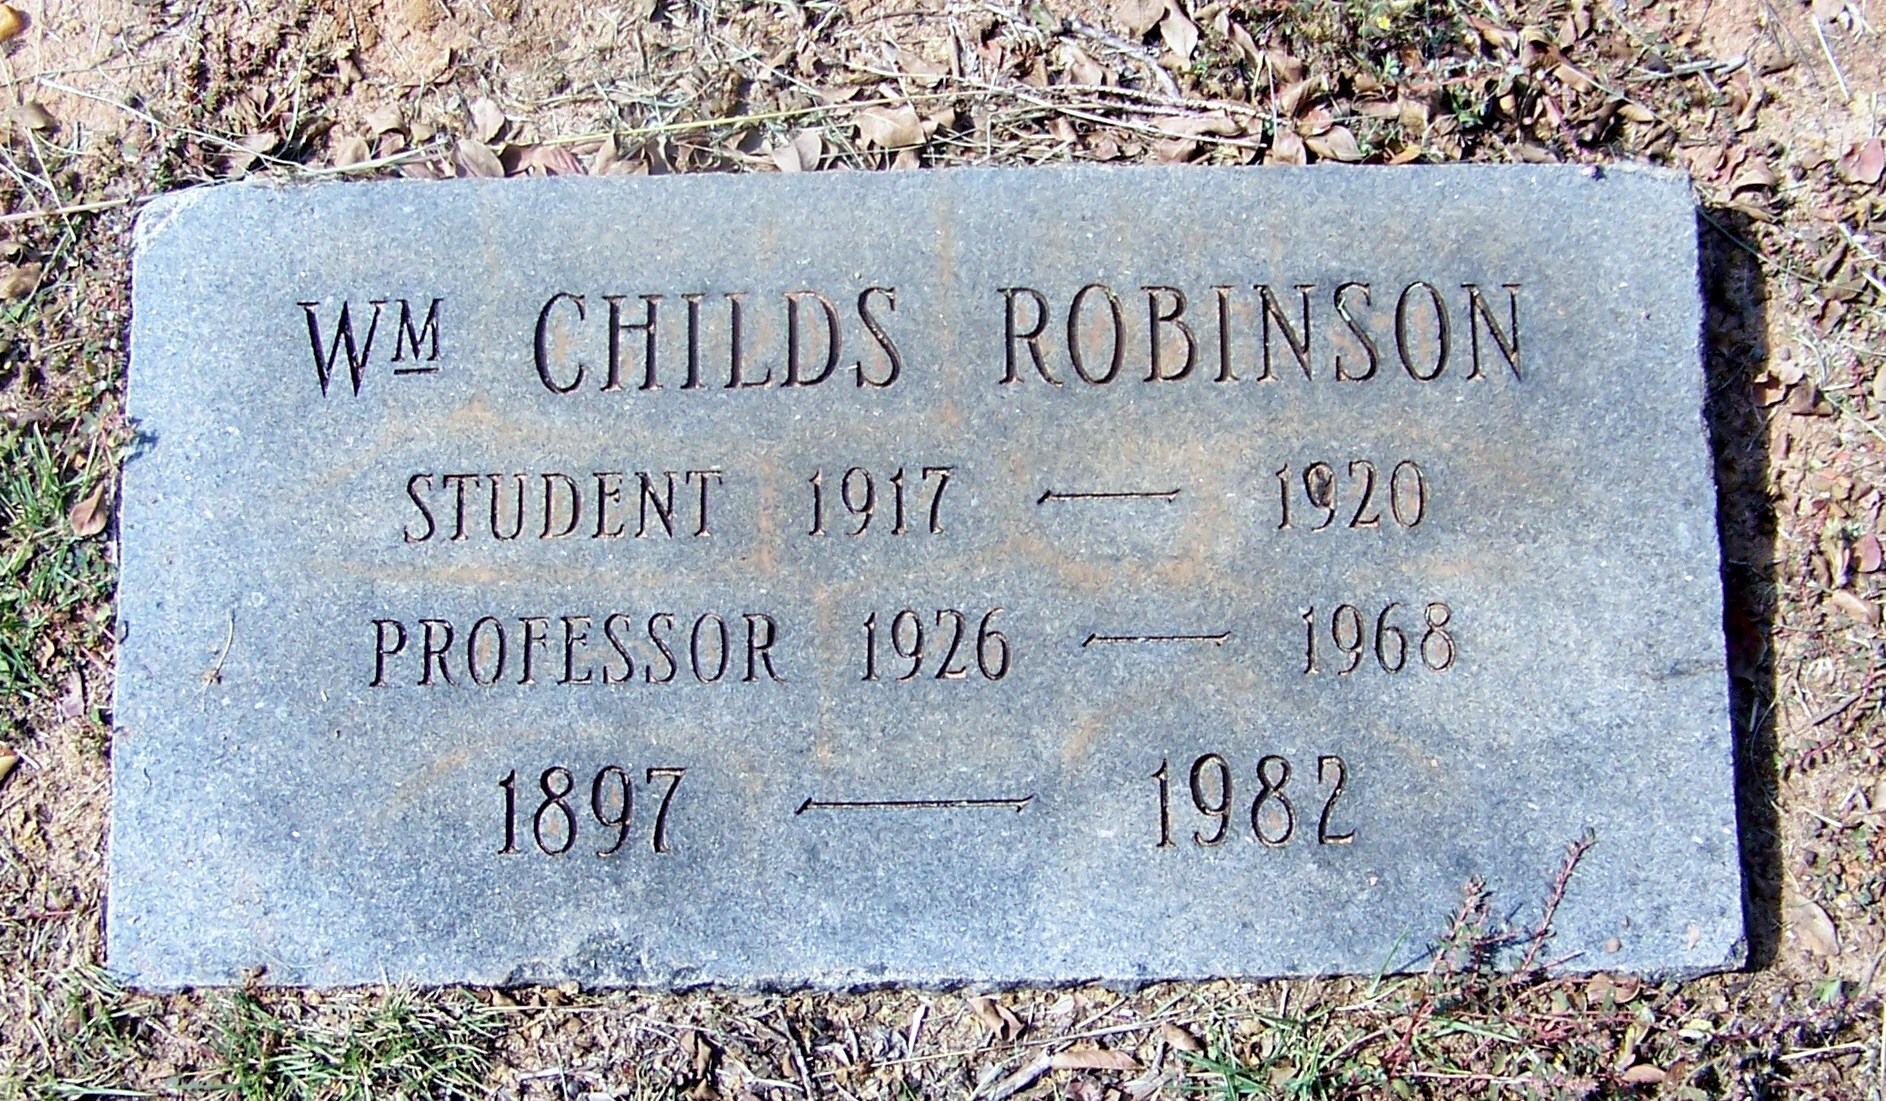 WM CHILDS ROBINSON
STUDENT 1917 — 1920
PROFESSOR 1926 — 1968
1897 — 1982